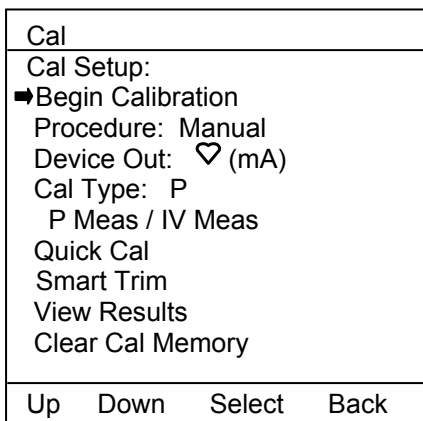 Cal
Cal Setup:
➡Begin Calibration
Procedure: Manual
Device Out: ♡ (mA)
Cal Type: P
P Meas / IV Meas
Quick Cal
Smart Trim
View Results
Clear Cal Memory
Up Down Select Back